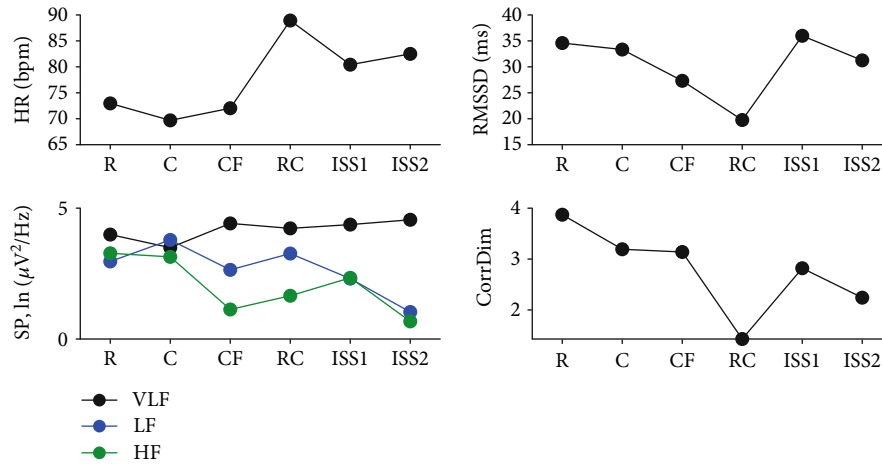 HR (bpm)
90
85
80
75
70
65
R C CF RC ISS1 ISS2
RMSSD (ms)
40
35
30
25
20
15
R C CF RC ISS1 ISS2
SP, ln (μV²/Hz)
5
0
R C CF RC ISS1 ISS2
CorrDim
4
3
2
R C CF RC ISS1 ISS2
VLF
LF
HF